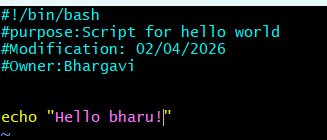 #!/bin/bash
#purpose:Script for hello world
#Modification: 02/04/2026
#Owner:Bhargavi
echo "Hello bharu!"
~